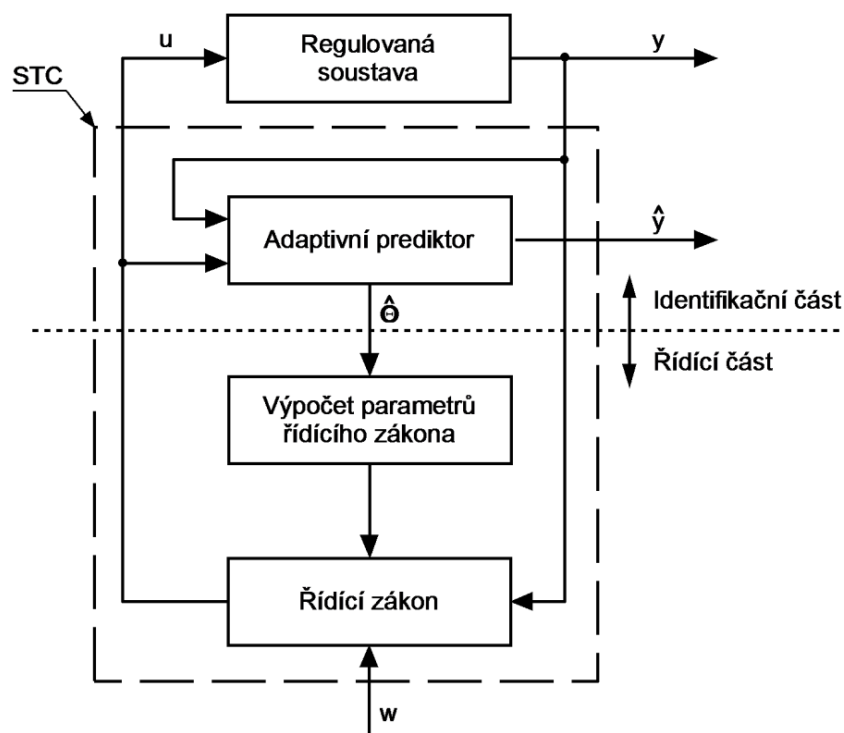 u
Regulovaná
soustava
y
STC
Adaptivní prediktor
ŷ
Θ̂
Identifikační část
Řídící část
Výpočet parametrů
řídícího zákona
Řídící zákon
w